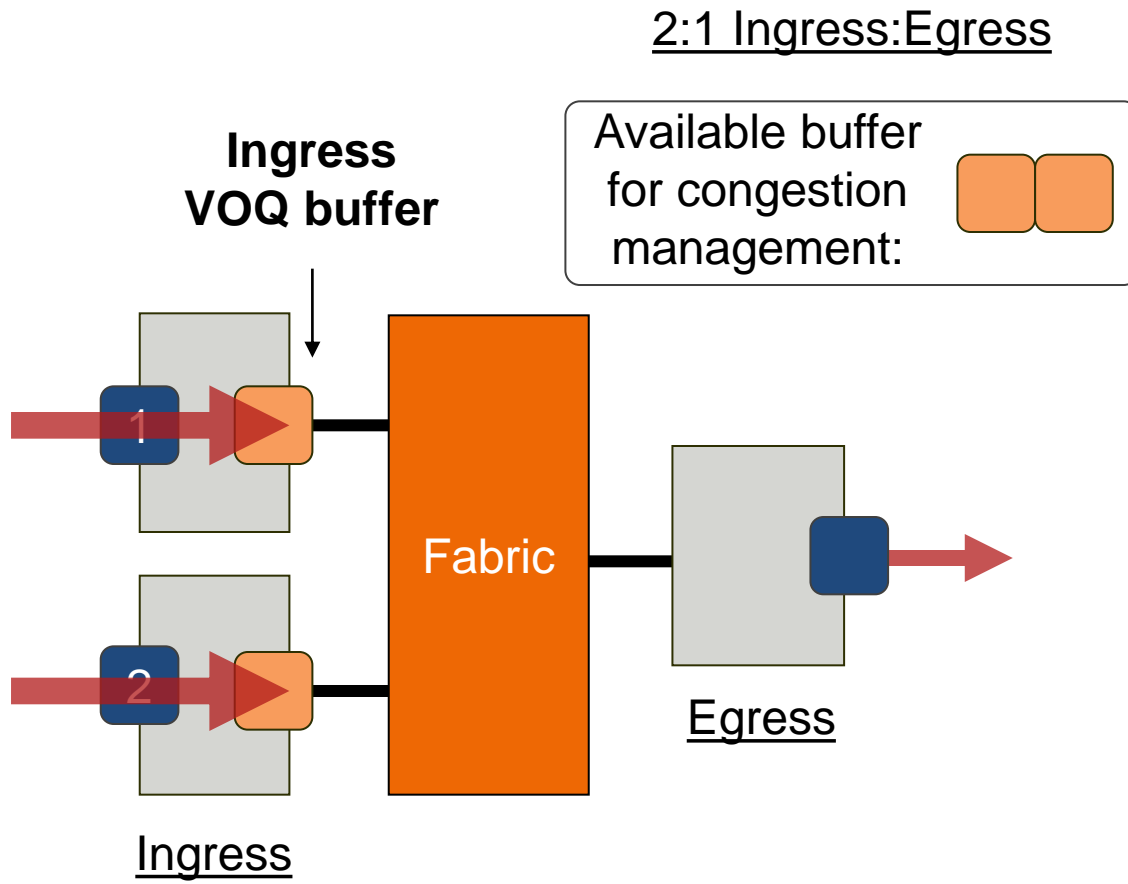 2:1 Ingress:Egress
Available buffer
for congestion
management:
Ingress
VOQ buffer
1
2
Fabric
Egress
Ingress